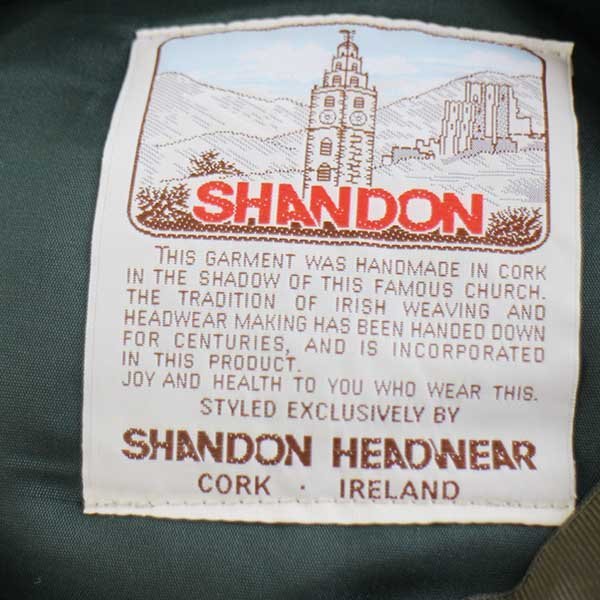 SHANDON
THIS GARMENT WAS HANDMADE IN CORK
IN THE SHADOW OF THIS FAMOUS CHURCH.
THE TRADITION OF IRISH WEAVING AND
HEADWEAR MAKING HAS BEEN HANDED DOWN
FOR CENTURIES, AND IS INCORPORATED
IN THIS PRODUCT.
JOY AND HEALTH TO YOU WHO WEAR THIS.
STYLED EXCLUSIVELY BY
SHANDON HEADWEAR
CORK · IRELAND